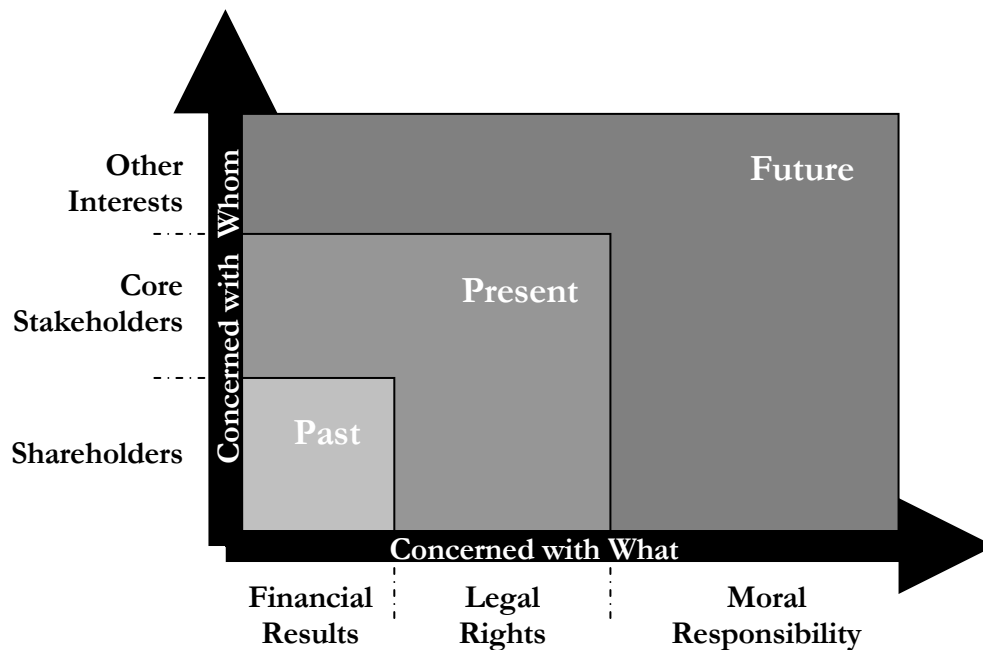 Other
Interests
Core
Stakeholders
Shareholders
Concerned with Whom
Future
Present
Past
Concerned with What
Financial
Results
Legal
Rights
Moral
Responsibility